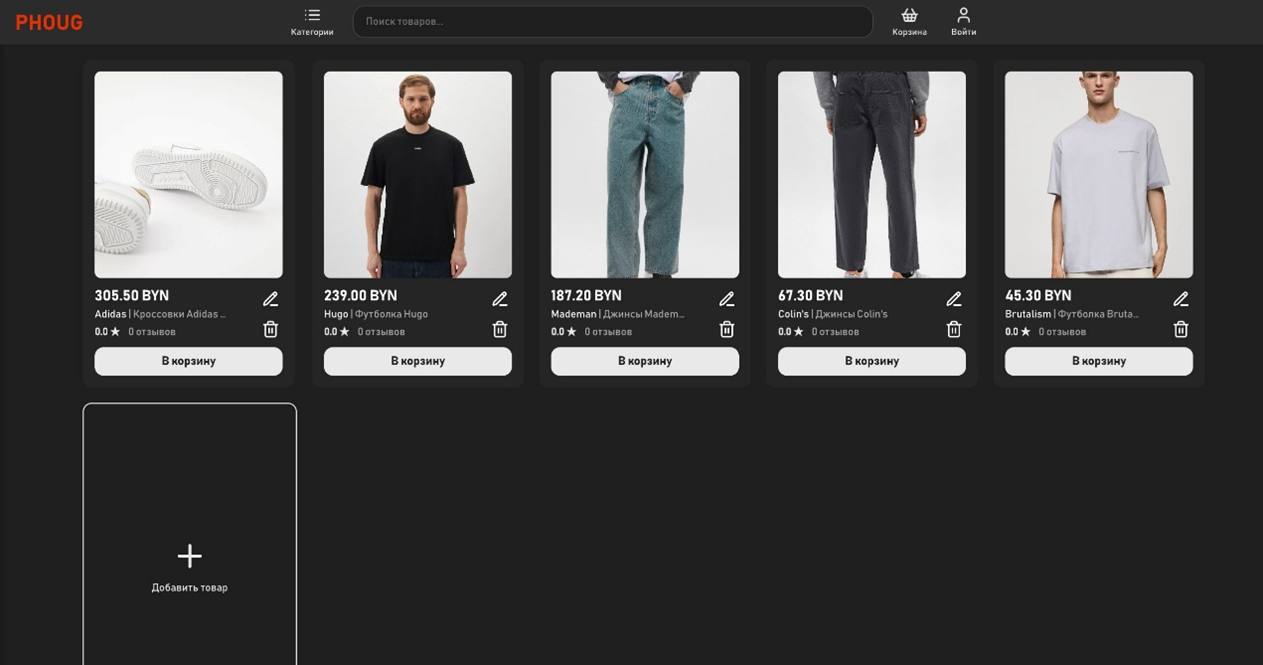 PHOUG
Категории
Поиск товаров...
Корзина
Войти
305.50 BYN
Adidas | Кроссовки Adidas ...
0.0 ★ 0 отзывов
В корзину
239.00 BYN
Hugo | Футболка Hugo
0.0 ★ 0 отзывов
В корзину
187.20 BYN
Mademan | Джинсы Madem...
0.0 ★ 0 отзывов
В корзину
67.30 BYN
Colin's | Джинсы Colin's
0.0 ★ 0 отзывов
В корзину
45.30 BYN
Brutalism | Футболка Bruta...
0.0 ★ 0 отзывов
В корзину
Добавить товар